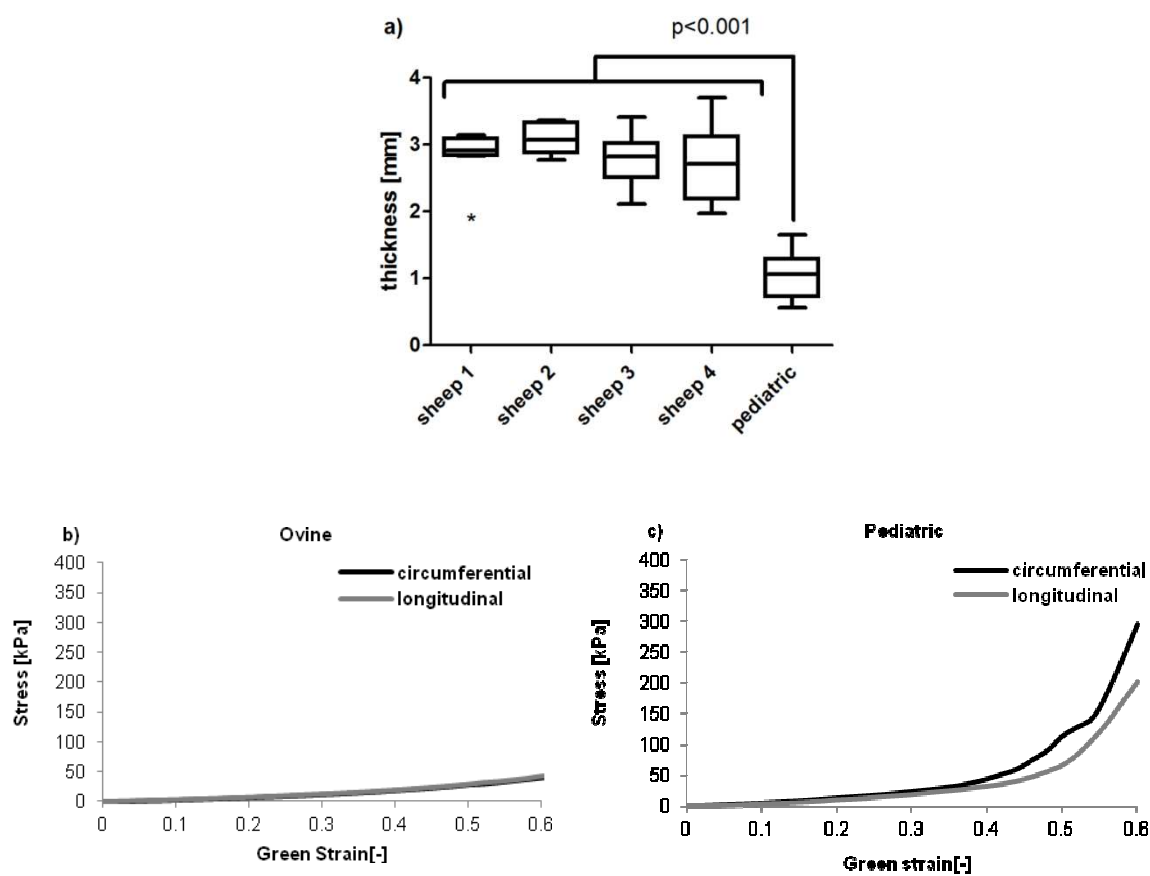 a)
p<0.001
thickness [mm]
4
3
2
1
0
*
sheep 1
sheep 2
sheep 3
sheep 4
pediatric
b)
Ovine
circumferential
longitudinal
Stress [kPa]
400
350
300
250
200
150
100
50
0
0 0.1 0.2 0.3 0.4 0.5 0.6
Green Strain[-]
c)
Pediatric
circumferential
longitudinal
Stress [kPa]
400
350
300
250
200
150
100
50
0
0 0.1 0.2 0.3 0.4 0.5 0.6
Green strain[-]